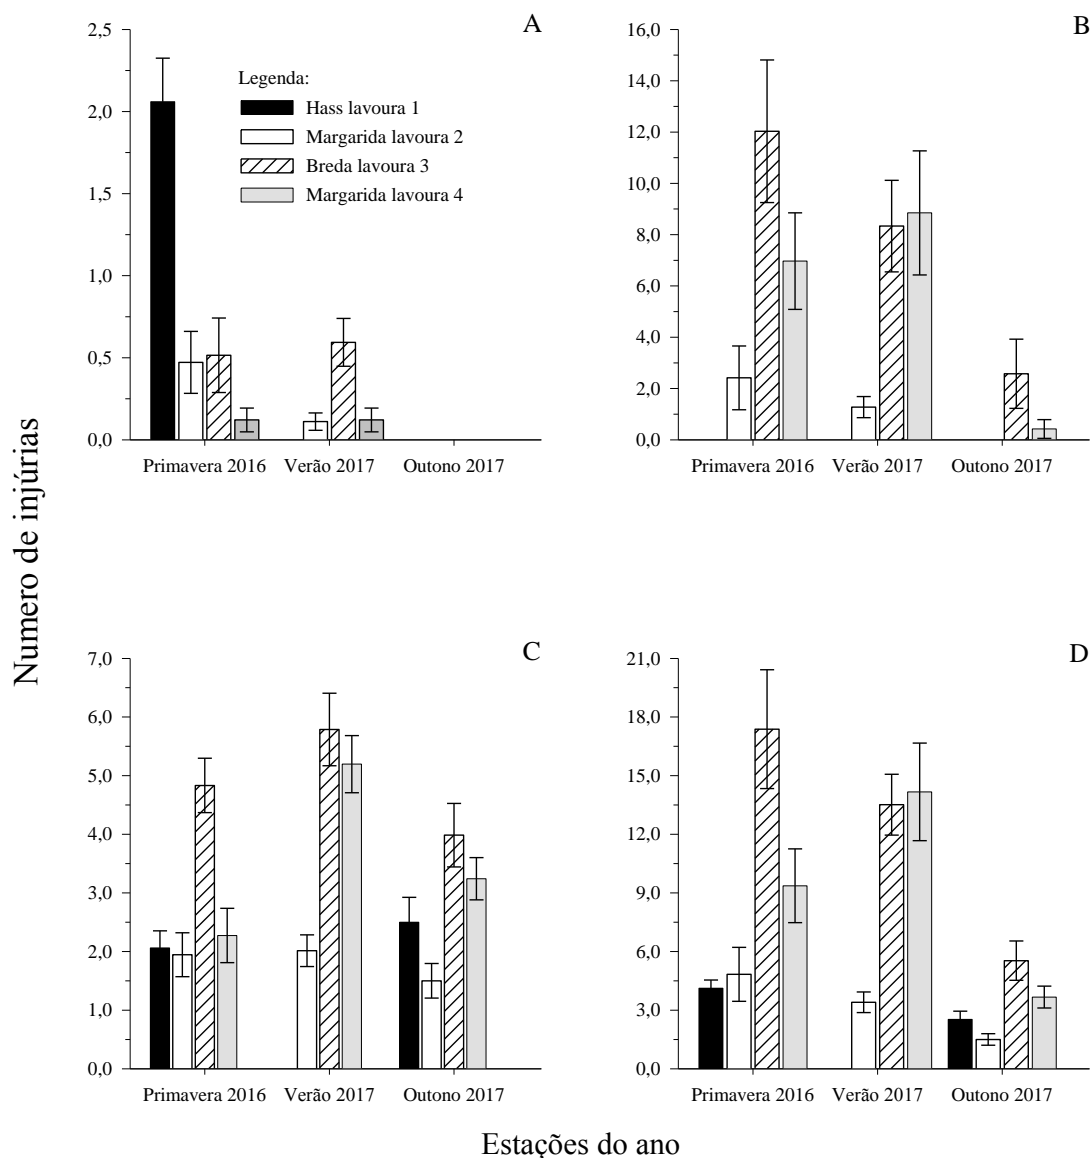 A
2,5
2,0
1,5
1,0
0,5
0,0
Legenda:
Hass lavoura 1
Margarida lavoura 2
Breda lavoura 3
Margarida lavoura 4
Primavera 2016
Verão 2017
Outono 2017
B
16,0
14,0
12,0
10,0
8,0
6,0
4,0
2,0
0,0
Primavera 2016
Verão 2017
Outono 2017
Numero de injúrias
C
7,0
6,0
5,0
4,0
3,0
2,0
1,0
0,0
Primavera 2016
Verão 2017
Outono 2017
D
21,0
18,0
15,0
12,0
9,0
6,0
3,0
0,0
Primavera 2016
Verão 2017
Outono 2017
Estações do ano